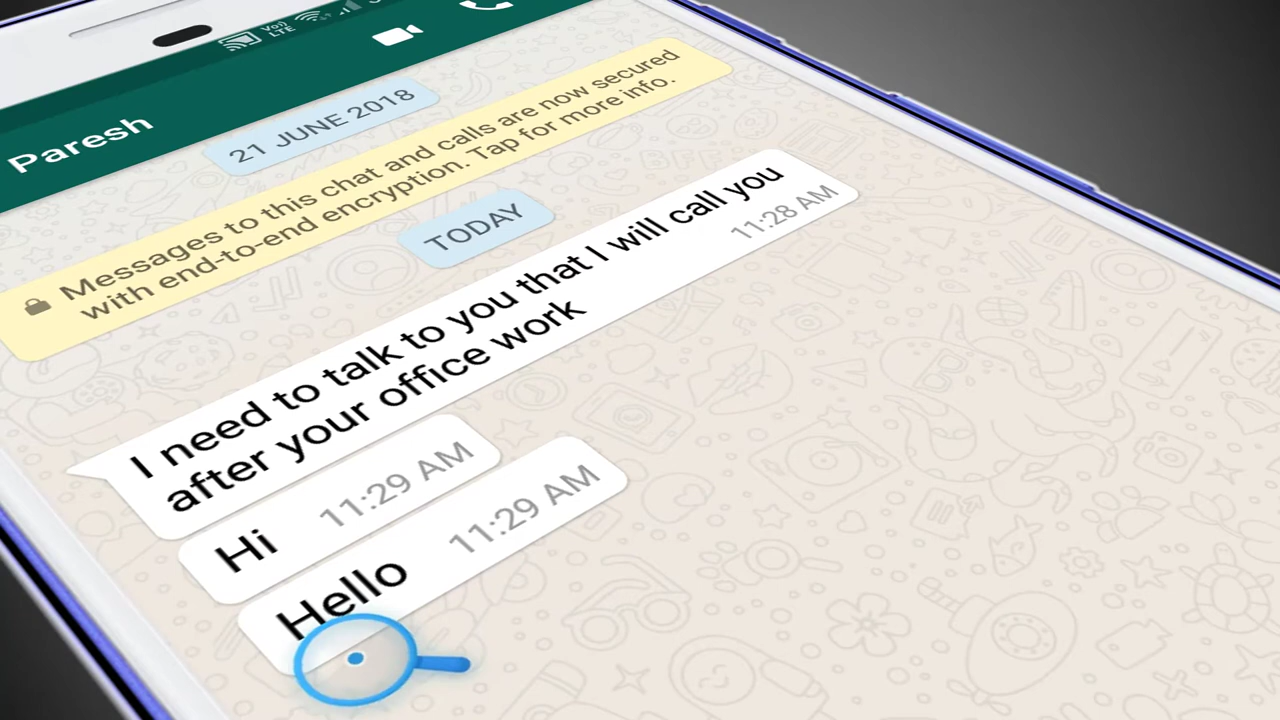 Vo))
LTE
Paresh
21 JUNE 2018
Messages to this chat and calls are now secured
with end-to-end encryption. Tap for more info.
TODAY
I need to talk to you that I will call you
after your office work
11:28 AM
Hi 11:29 AM
Hello 11:29 AM